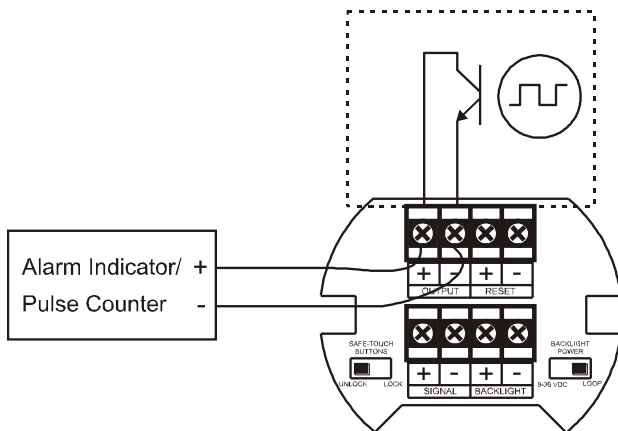 Alarm Indicator/ +
Pulse Counter -
+ - + -
OUTPUT RESET
SAFE-TOUCH
BUTTONS
UNLOCK LOCK
+ - + -
SIGNAL BACKLIGHT
BACKLIGHT
POWER
9-36 VDC LOOP